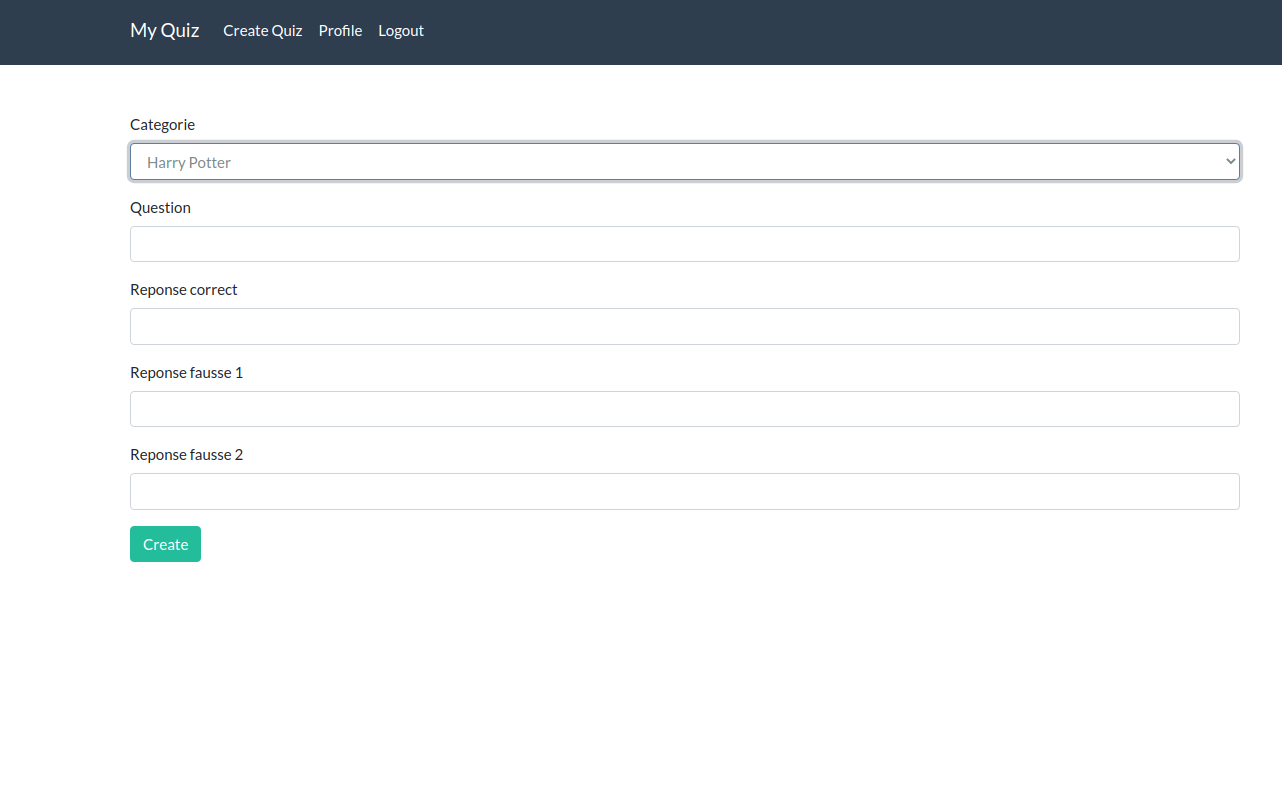 My Quiz Create Quiz Profile Logout
Categorie
Harry Potter
Question
Reponse correct
Reponse fausse 1
Reponse fausse 2
Create